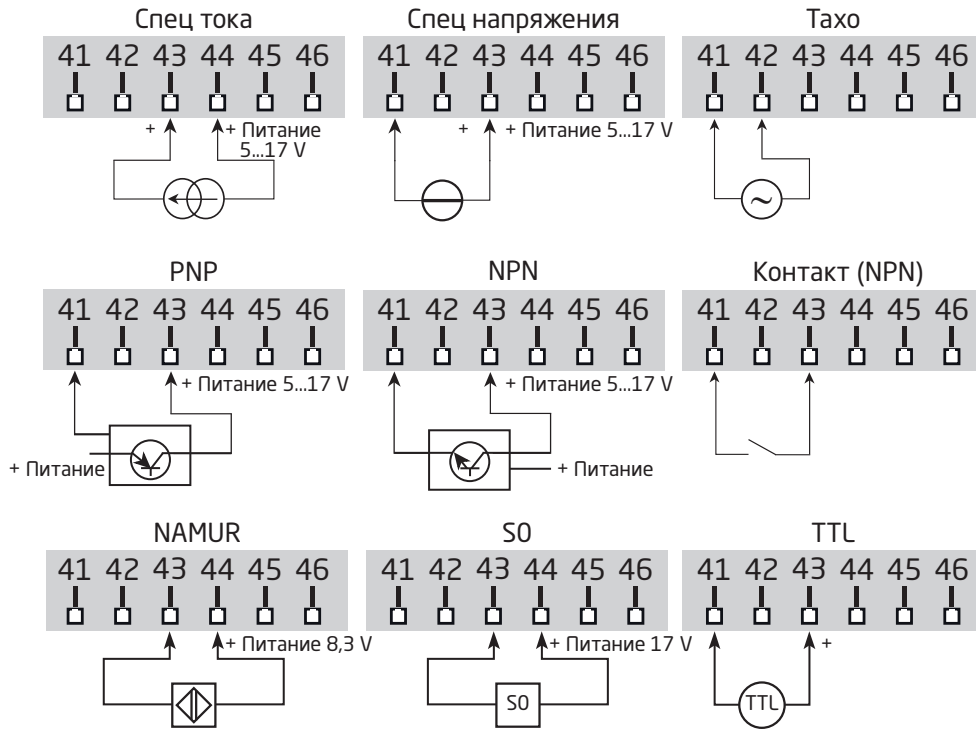 Спец тока
Спец напряжения
Тахо
41 42 43 44 45 46
41 42 43 44 45 46
41 42 43 44 45 46
+
+ Питание
5...17 V
+
+ Питание 5...17 V
~
PNP
NPN
Контакт (NPN)
41 42 43 44 45 46
41 42 43 44 45 46
41 42 43 44 45 46
+ Питание 5...17 V
+ Питание 5...17 V
+ Питание
+ Питание
NAMUR
S0
TTL
41 42 43 44 45 46
41 42 43 44 45 46
41 42 43 44 45 46
+ Питание 8,3 V
+ Питание 17 V
+
S0
TTL